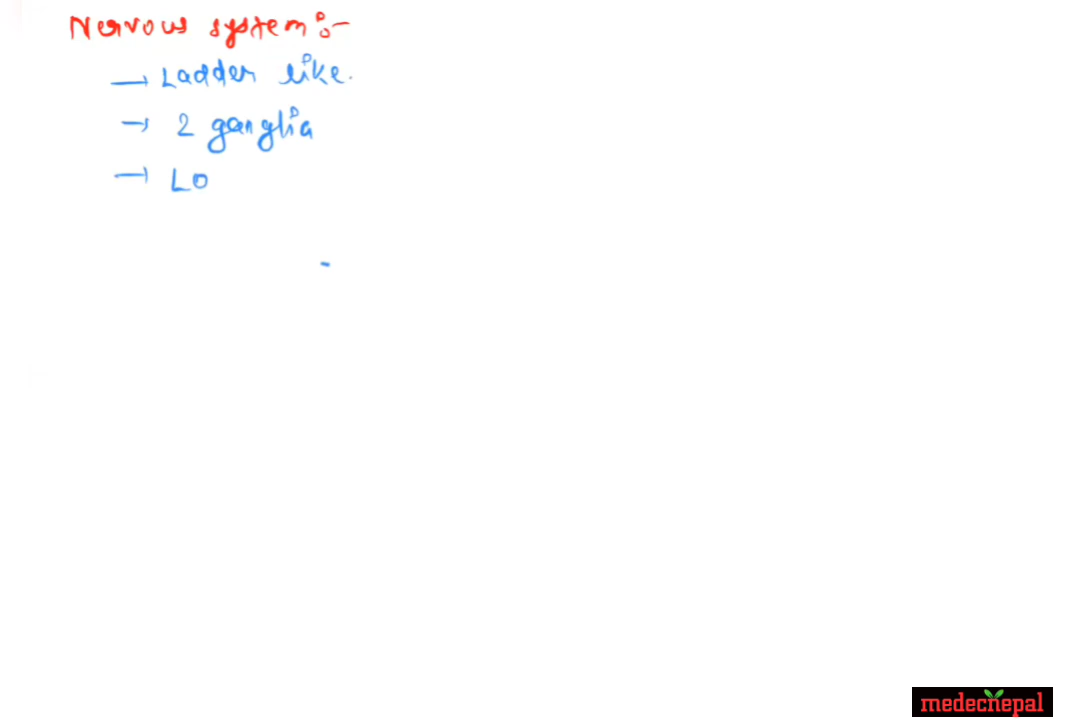 Nervous system:-
→ Ladder like.
→ 2 ganglia
→ Lo
medecnepal